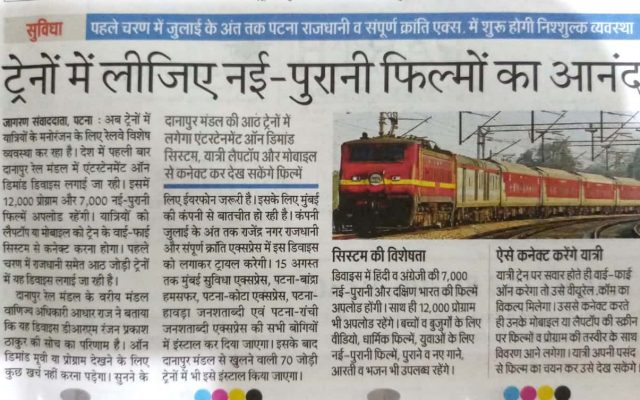 सुविधा
पहले चरण में जुलाई के अंत तक पटना राजधानी व संपूर्ण क्रांति एक्स. में शुरू होगी निशुल्क व्यवस्था
ट्रेनों में लीजिए नई-पुरानी फिल्मों का आनंद
जागरण संवाददाता, पटना : अब ट्रेनों में
यात्रियों के मनोरंजन के लिए रेलवे विशेष
व्यवस्था कर रहा है। देश में पहली बार
दानापुर रेल मंडल में एंटरटेनमेंट ऑन
डिमांड डिवाइस लगाई जा रही। इसमें
12,000 प्रोग्राम और 7,000 नई-पुरानी
फिल्में अपलोड रहेंगी। यात्रियों को
लैपटॉप या मोबाइल को ट्रेन के वाई-फाई
सिस्टम से कनेक्ट करना होगा। पहले
चरण में राजधानी समेत आठ जोड़ी ट्रेनों
में यह डिवाइस लगाई जा रही है।
दानापुर रेल मंडल के वरीय मंडल
वाणिज्य अधिकारी आधार राज ने बताया
कि यह डिवाइस डीआरएम रंजन प्रकाश
ठाकुर की सोच का परिणाम है। ऑन
डिमांड मूवी या प्रोग्राम देखने के लिए
कुछ खर्च नहीं करना पड़ेगा। सुनने के
दानापुर मंडल की आठ ट्रेनों में
लगेगा एंटरस्टेनमेंट ऑन डिमांड
सिस्टम, यात्री लैपटॉप और मोबाइल
से कनेक्ट कर देख सकेंगे फिल्में
लिए ईयरफोन जरूरी है। इसके लिए मुंबई
की कंपनी से बातचीत हो रही है। कंपनी
जुलाई के अंत तक राजेंद्र नगर राजधानी
और संपूर्ण क्रांति एक्सप्रेस में इस डिवाइस
को लगाकर ट्रायल करेगी। 15 अगस्त
तक मुंबई सुविधा एक्सप्रेस, पटना-बांद्रा
हमसफर, पटना-कोटा एक्सप्रेस, पटना-
हावड़ा जनशताब्दी एवं पटना-रांची
जनशताब्दी एक्सप्रेस की सभी बोगियों
में इंस्टाल कर दिया जाएगा। इसके बाद
दानापुर मंडल से खुलने वाली 70 जोड़ी
ट्रेनों में भी इसे इंस्टाल किया जाएगा।
सिस्टम की विशेषता
डिवाइस में हिंदी व अंग्रेजी की 7,000
नई-पुरानी और दक्षिण भारत की फिल्में
अपलोड होंगी। साथ ही 12,000 प्रोग्राम
भी अपलोड रहेंगे। बच्चों व बुजुर्गों के लिए
वीडियो, धार्मिक फिल्में, युवाओं के लिए
नई-पुरानी फिल्में, पुराने व नए गाने,
आरती व भजन भी उपलब्ध रहेंगे।
ऐसे कनेक्ट करेंगे यात्री
यात्री ट्रेन पर सवार होते ही वाई-फाई
ऑन करेगा तो उसे वीदूरेल .कॉम का
विकल्प मिलेगा। उससे कनेक्ट करते
ही उनके मोबाइल या लैपटॉप की स्क्रीन
पर फिल्मों व प्रोग्राम की तस्वीर के साथ
विवरण आने लगेगा। यात्री अपनी पसंद
से फिल्म का चयन कर उसे देख सकेंगे।